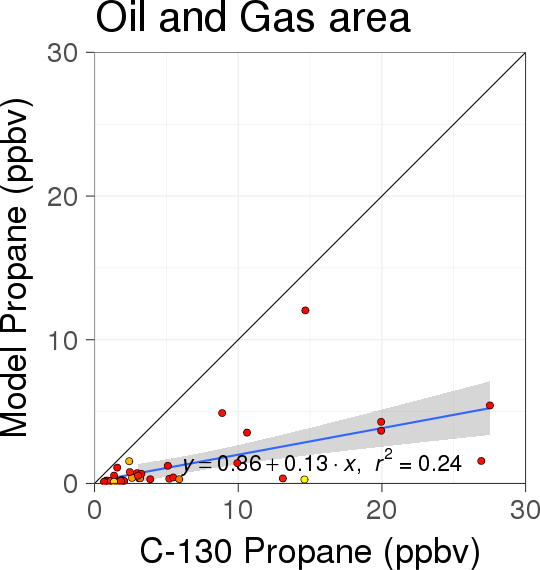 Oil and Gas area
Model Propane (ppbv)
30
20
10
0
y = 0.86 + 0.13 · x, r² = 0.24
0 10 20 30
C-130 Propane (ppbv)